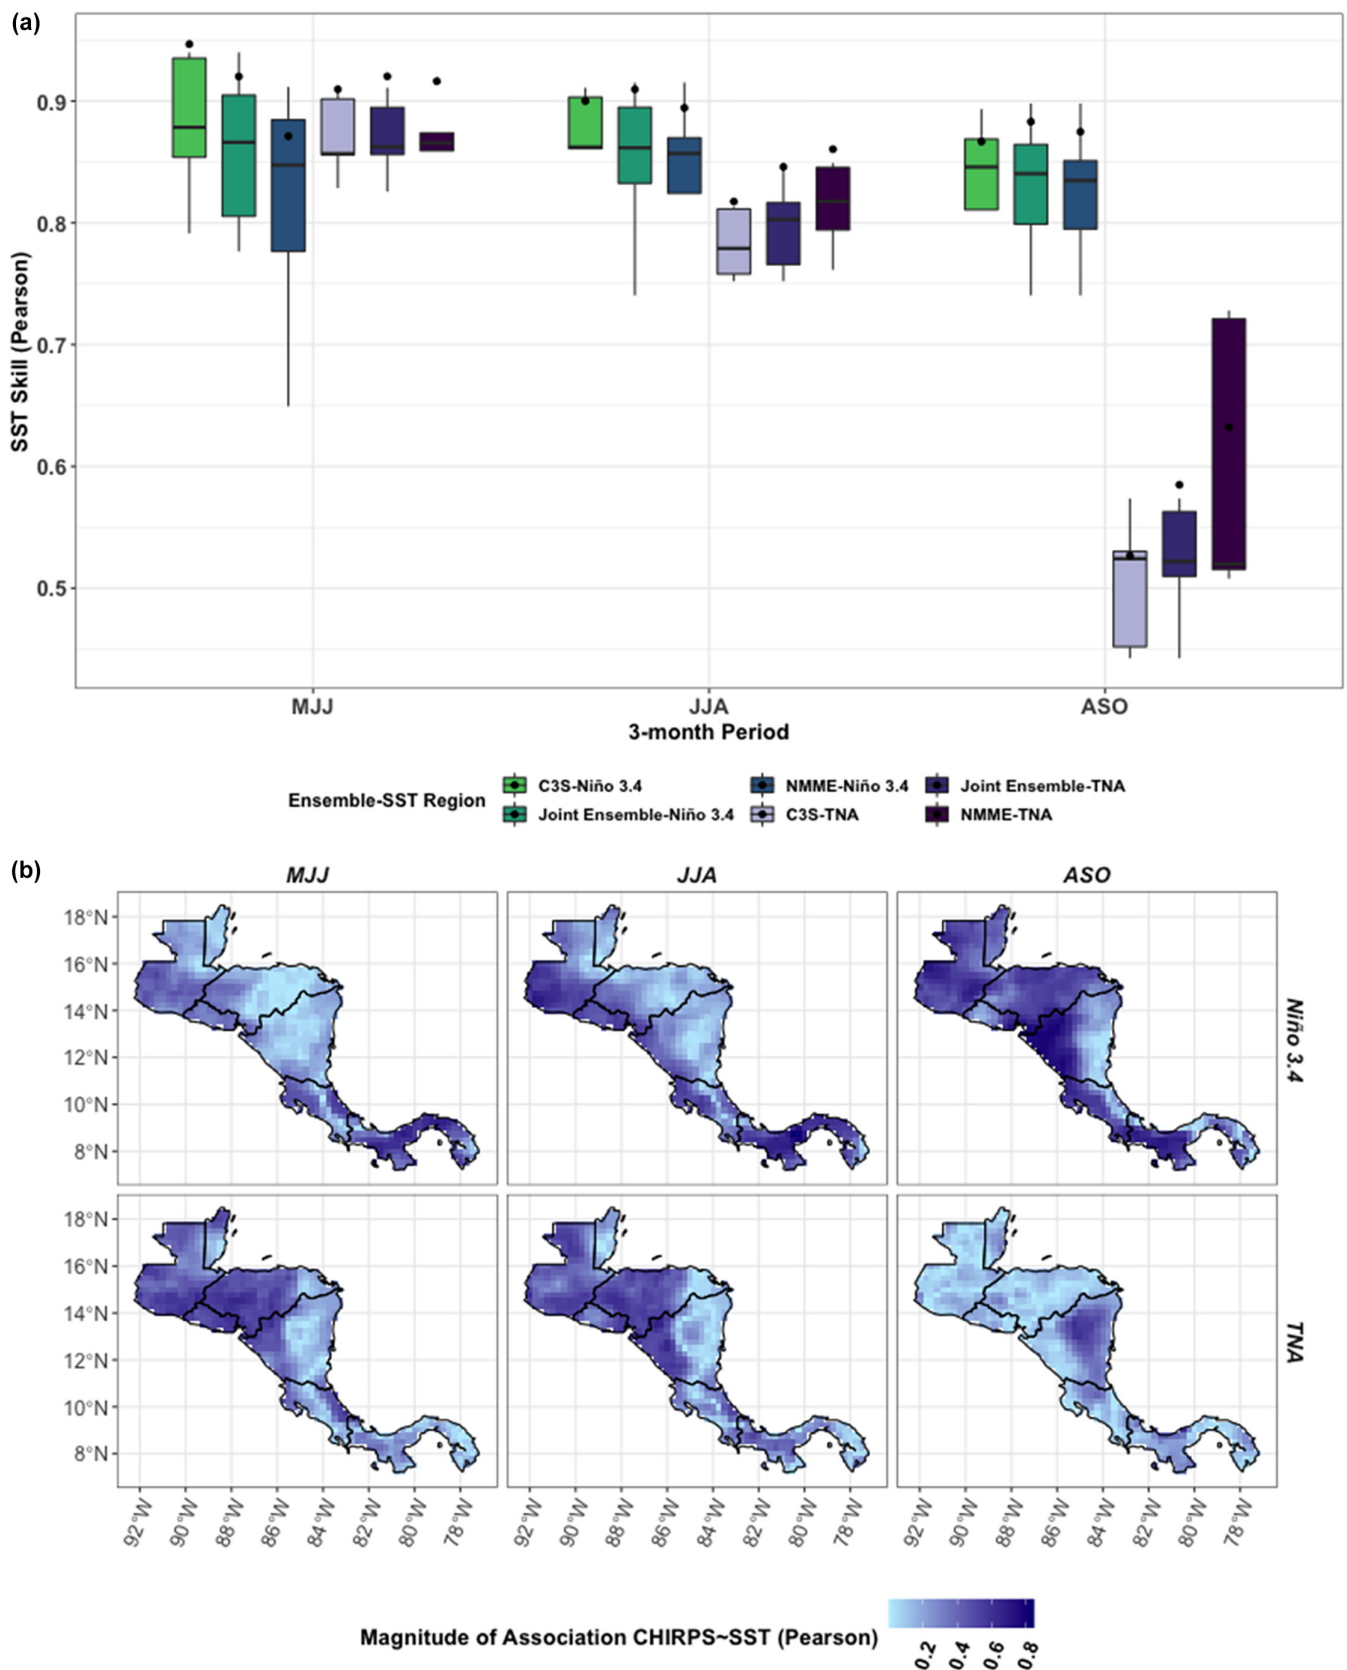 (a)
SST Skill (Pearson)
0.9
0.8
0.7
0.6
0.5
MJJ JJA ASO
3-month Period
Ensemble-SST Region
C3S-Niño 3.4 NMME-Niño 3.4 Joint Ensemble-TNA
Joint Ensemble-Niño 3.4 C3S-TNA NMME-TNA
(b)
MJJ JJA ASO
18°N
16°N
14°N
12°N
10°N
8°N
Niño 3.4
18°N
16°N
14°N
12°N
10°N
8°N
TNA
92°W 90°W 88°W 86°W 84°W 82°W 80°W 78°W 92°W 90°W 88°W 86°W 84°W 82°W 80°W 78°W 92°W 90°W 88°W 86°W 84°W 82°W 80°W 78°W
Magnitude of Association CHIRPS~SST (Pearson)
0.2 0.4 0.6 0.8